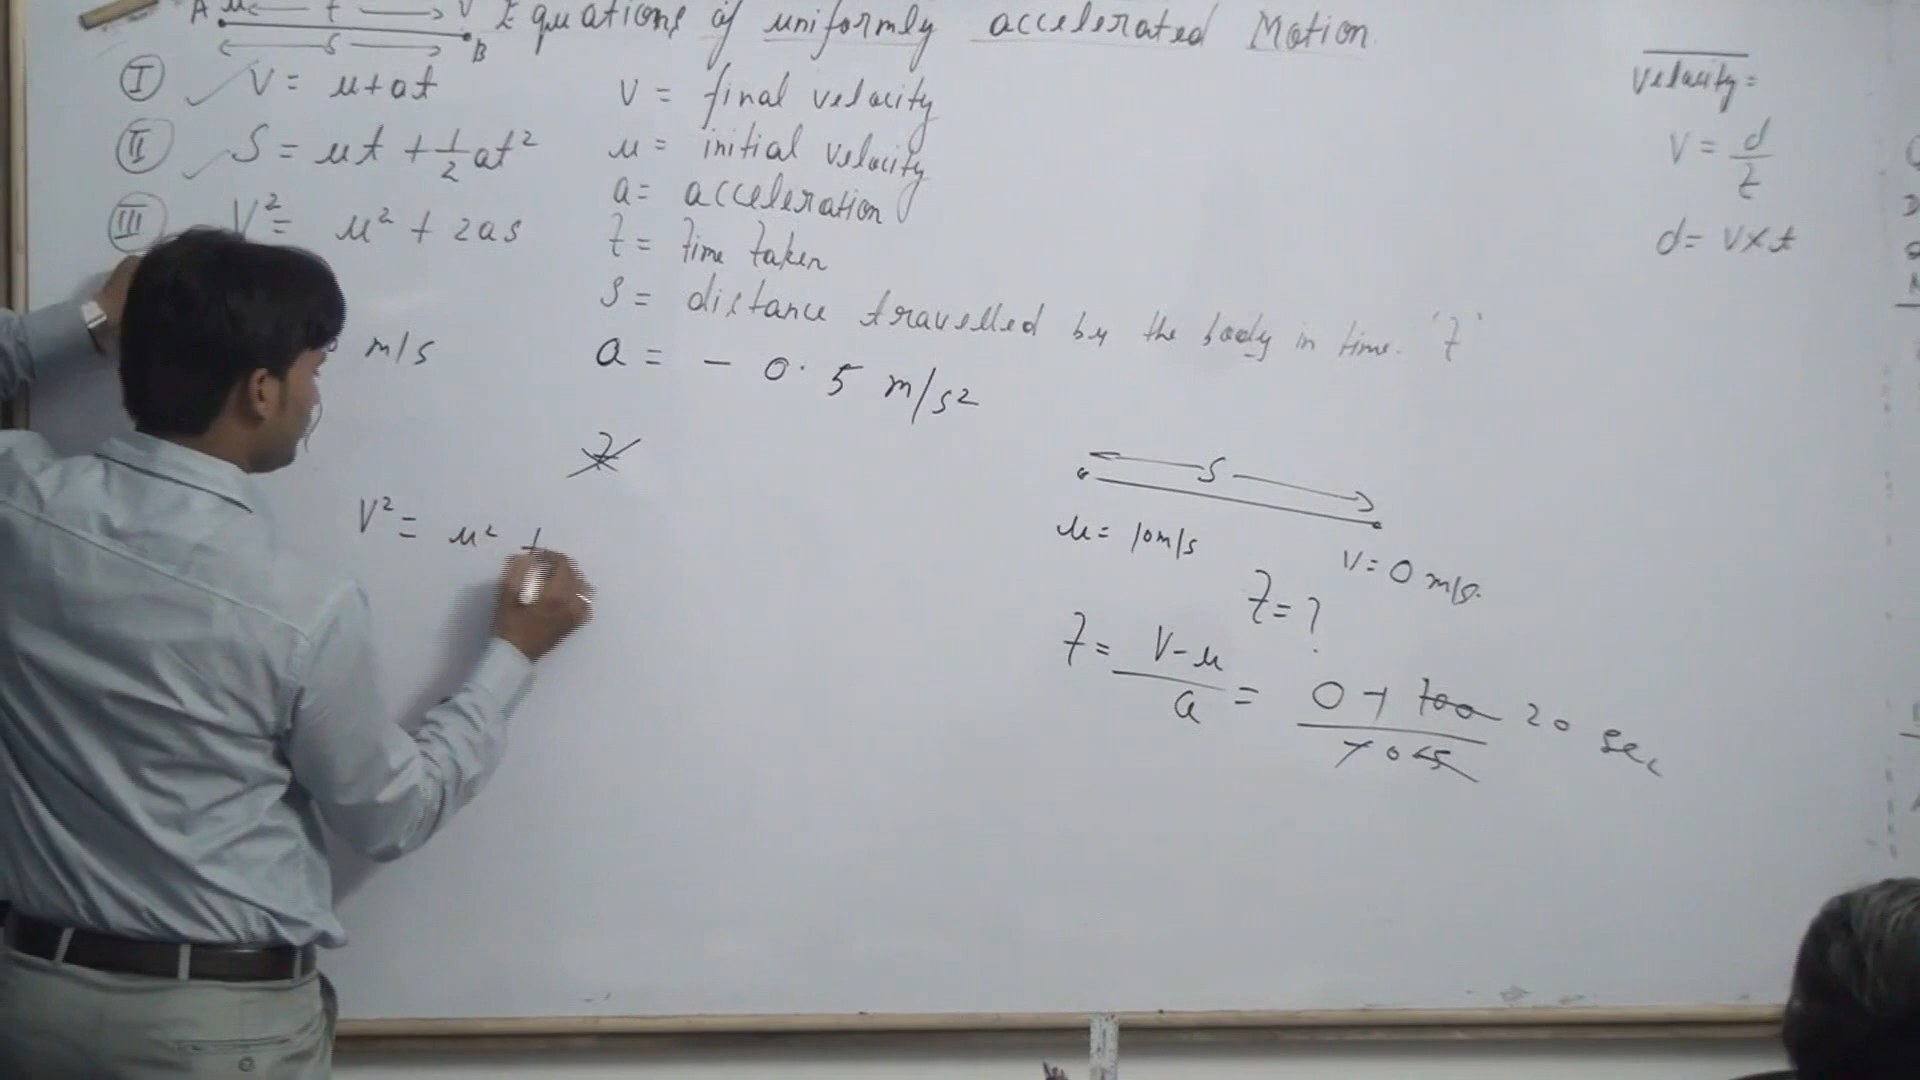 A u t V
S B
Equations of uniformly accelerated Motion
I V = u+at
II S = ut + 1/2 at²
III V² = u² + 2as
V = final velocity
u = initial velocity
a = acceleration
t = time taken
S = distance travelled by the body in time. 't'
m/s
a = - 0.5 m/s²
t
V² = u² +
S
u = 10m/s
V = 0 m/s.
t = ?
t = V-u / a = 0 + 100 / 705 20 sec
Velocity =
V = d/t
d = V×t